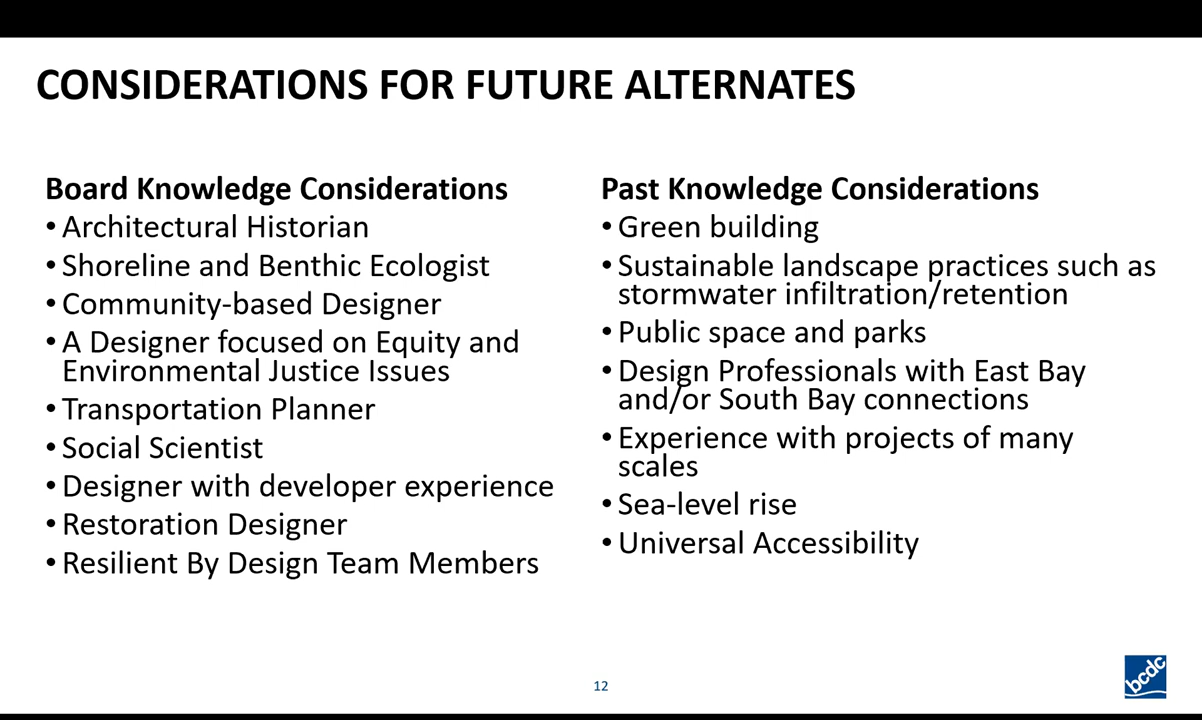 CONSIDERATIONS FOR FUTURE ALTERNATES
Board Knowledge Considerations
• Architectural Historian
• Shoreline and Benthic Ecologist
• Community-based Designer
• A Designer focused on Equity and
Environmental Justice Issues
• Transportation Planner
• Social Scientist
• Designer with developer experience
• Restoration Designer
• Resilient By Design Team Members
Past Knowledge Considerations
• Green building
• Sustainable landscape practices such as
stormwater infiltration/retention
• Public space and parks
• Design Professionals with East Bay
and/or South Bay connections
• Experience with projects of many
scales
• Sea-level rise
• Universal Accessibility
12
bcdc